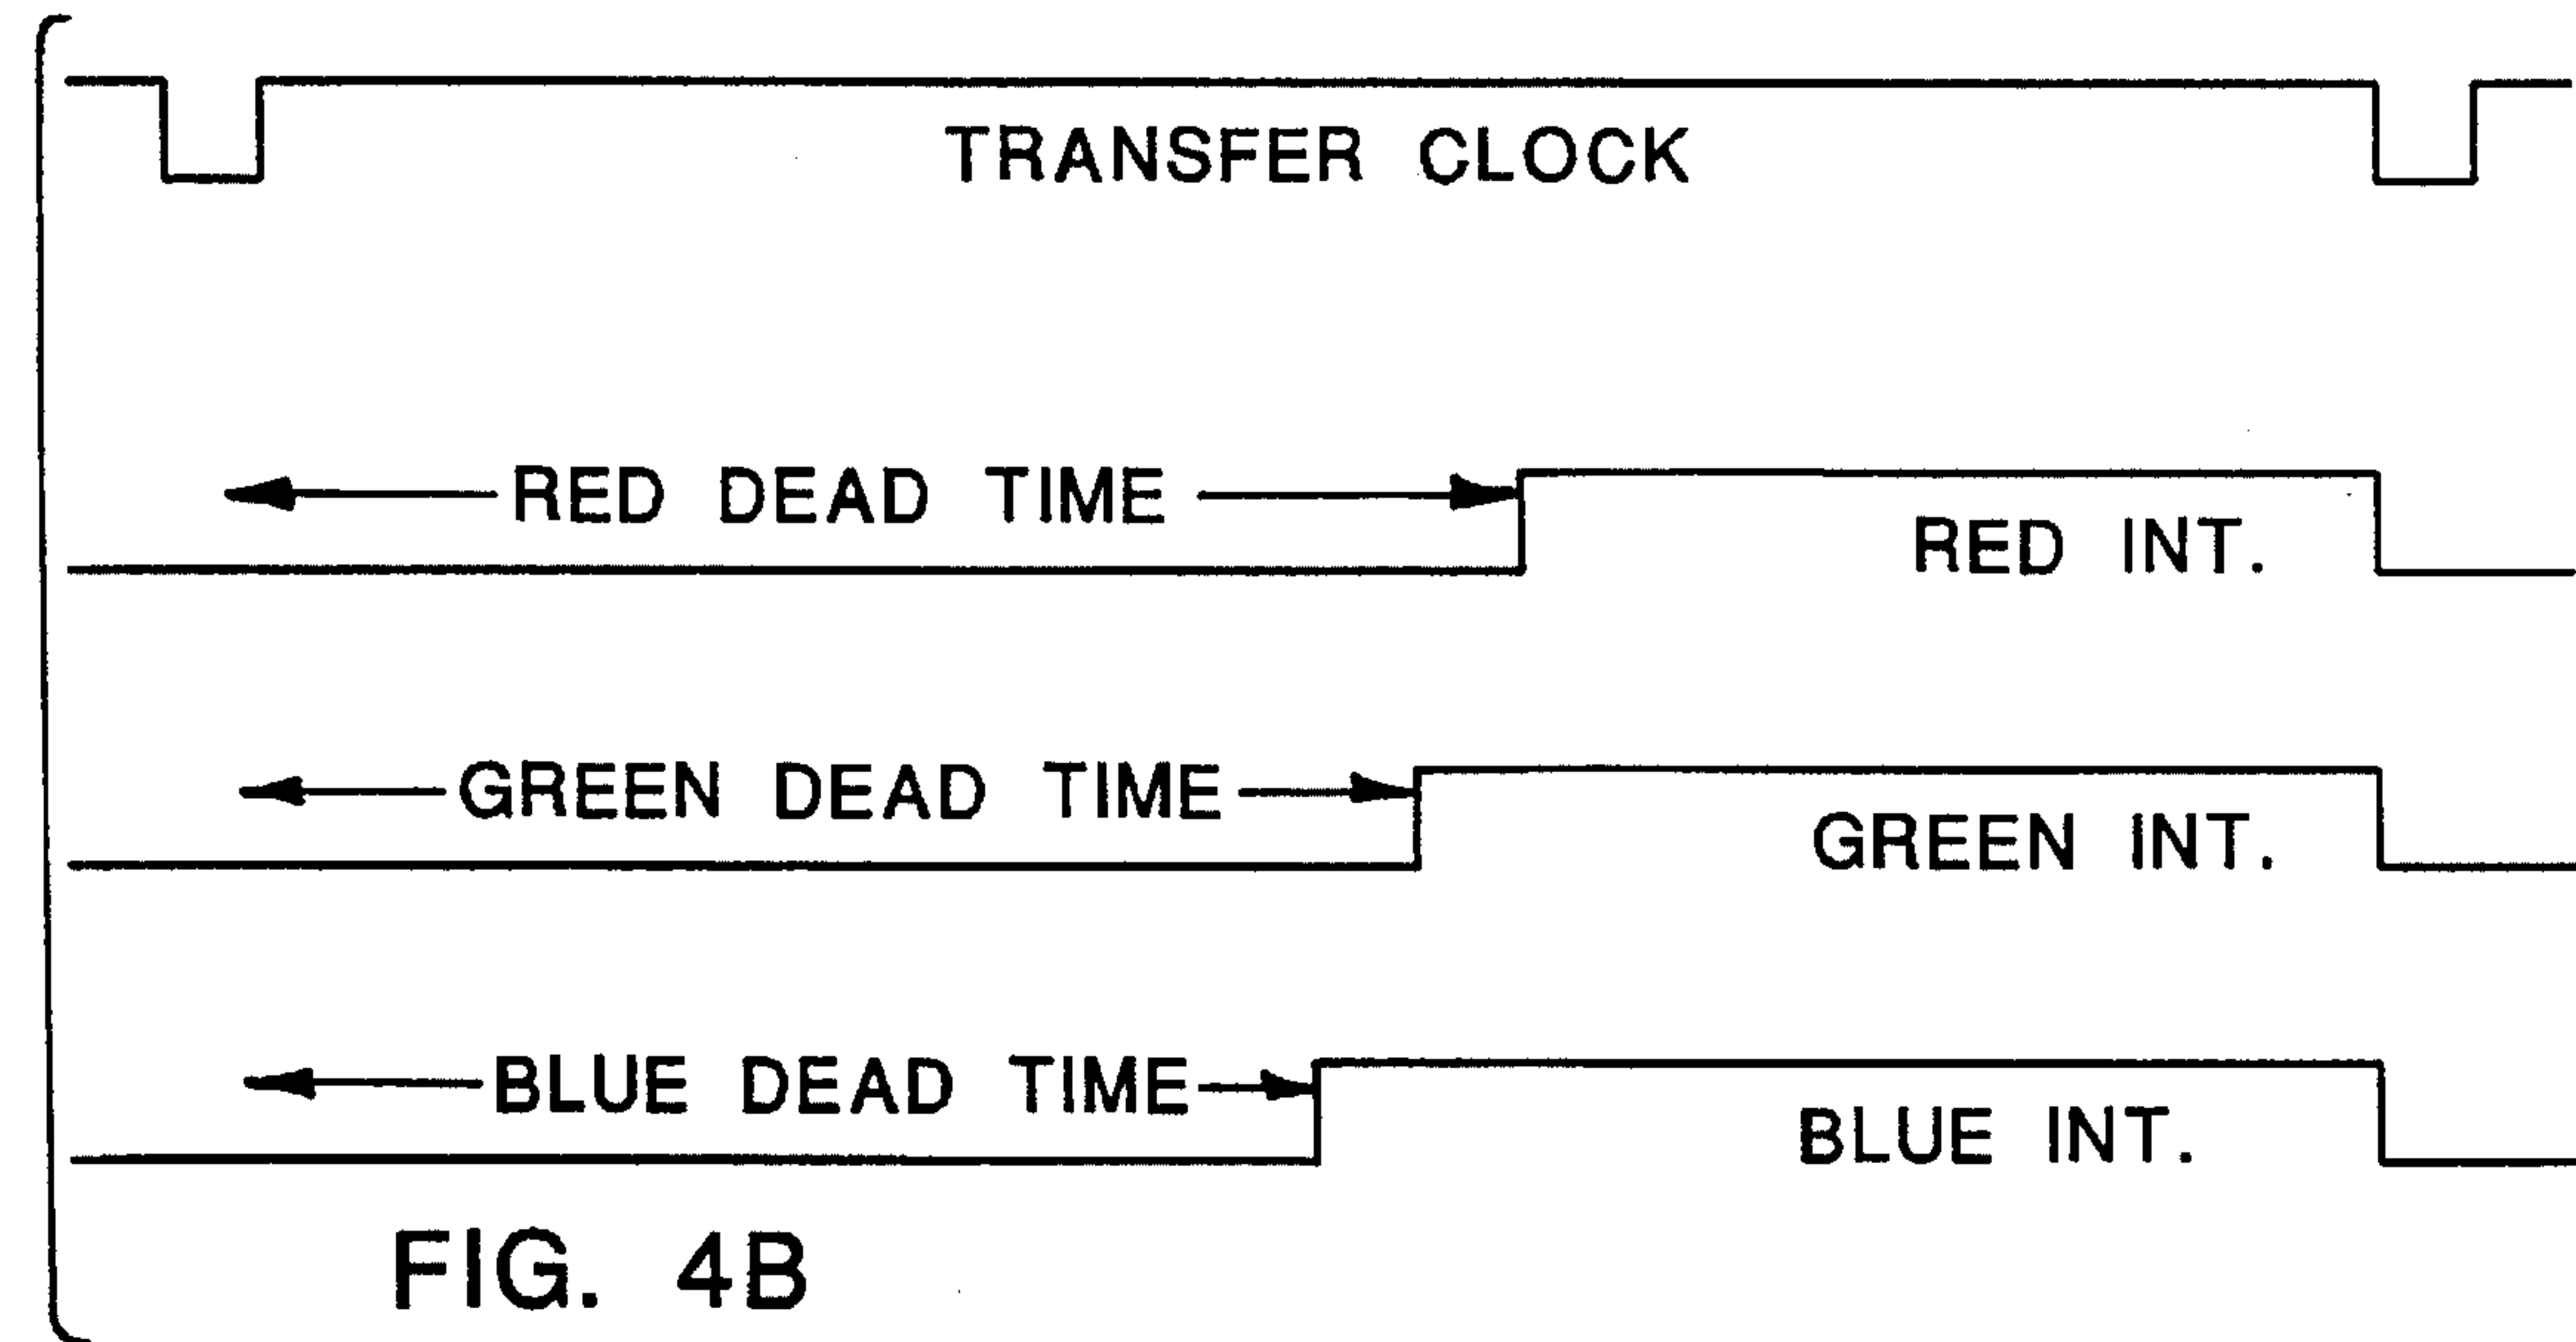 TRANSFER CLOCK
RED DEAD TIME
RED INT.
GREEN DEAD TIME
GREEN INT.
BLUE DEAD TIME
BLUE INT.
FIG. 4B